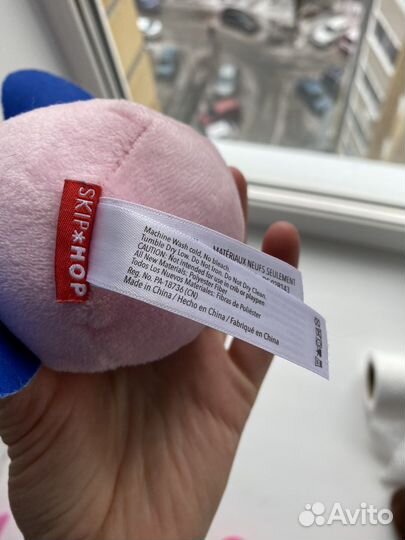 SKIP*HOP
MATÉRIAUX NEUFS SEULEMENT
Machine Wash cold, No bleach.
Tumble Dry Low. Do not Iron. Do Not Dry Clean
CAUTION: Not intended for use in crib or playpen
All New Materials: Polyester Fiber
Todos Los Nuevos Materiales: Fibras de Poliéster
Reg. No. PA-18736 (CN)
Made in China / Hecho en China / Fabriqué en China
Avito